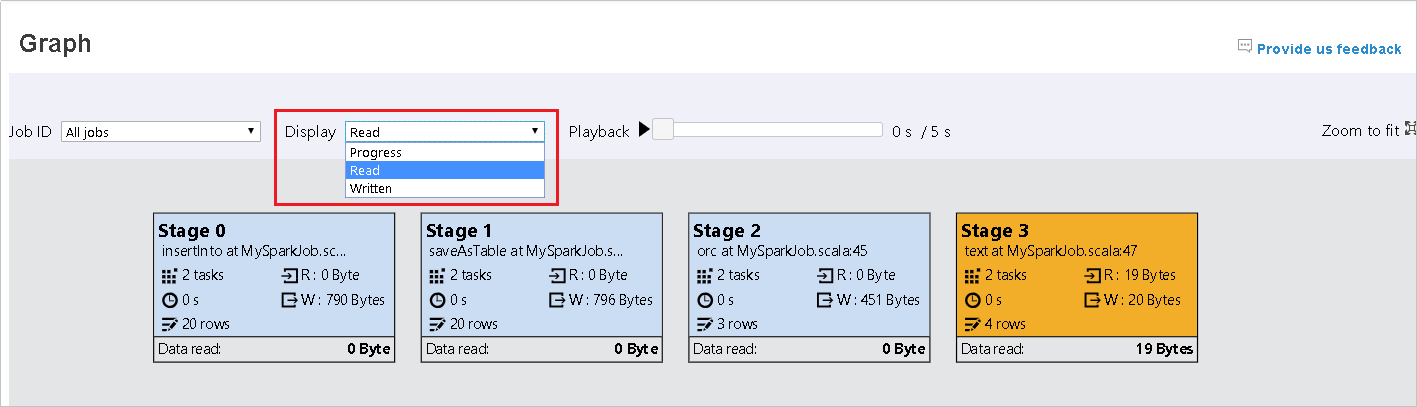 Graph
Provide us feedback
Job ID All jobs Display Read Playback 0 s / 5 s Zoom to fit
Progress
Read
Written
Stage 0
insertInto at MySparkJob.sc...
2 tasks R : 0 Byte
0 s W : 790 Bytes
20 rows
Data read: 0 Byte
Stage 1
saveAsTable at MySparkJob.s...
2 tasks R : 0 Byte
0 s W : 796 Bytes
20 rows
Data read: 0 Byte
Stage 2
orc at MySparkJob.scala:45
2 tasks R : 0 Byte
0 s W : 451 Bytes
3 rows
Data read: 0 Byte
Stage 3
text at MySparkJob.scala:47
2 tasks R : 19 Bytes
0 s W : 20 Bytes
4 rows
Data read: 19 Bytes